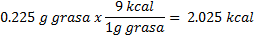 0.225 g grasa x 9 kcal / 1g grasa = 2.025 kcal